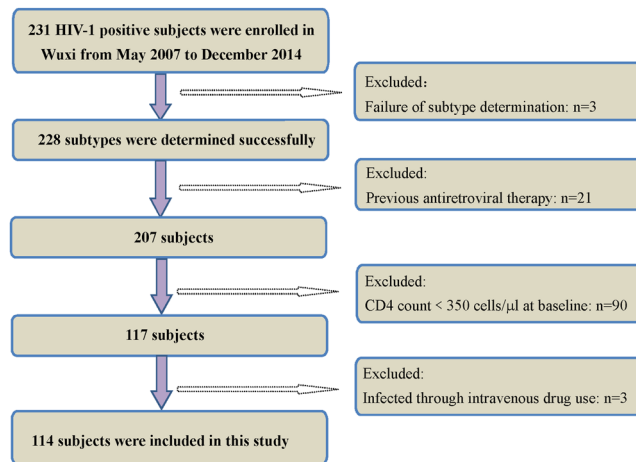 231 HIV-1 positive subjects were enrolled in
Wuxi from May 2007 to December 2014
Excluded：
Failure of subtype determination: n=3
228 subtypes were determined successfully
Excluded:
Previous antiretroviral therapy: n=21
207 subjects
Excluded:
CD4 count < 350 cells/μl at baseline: n=90
117 subjects
Excluded:
Infected through intravenous drug use: n=3
114 subjects were included in this study